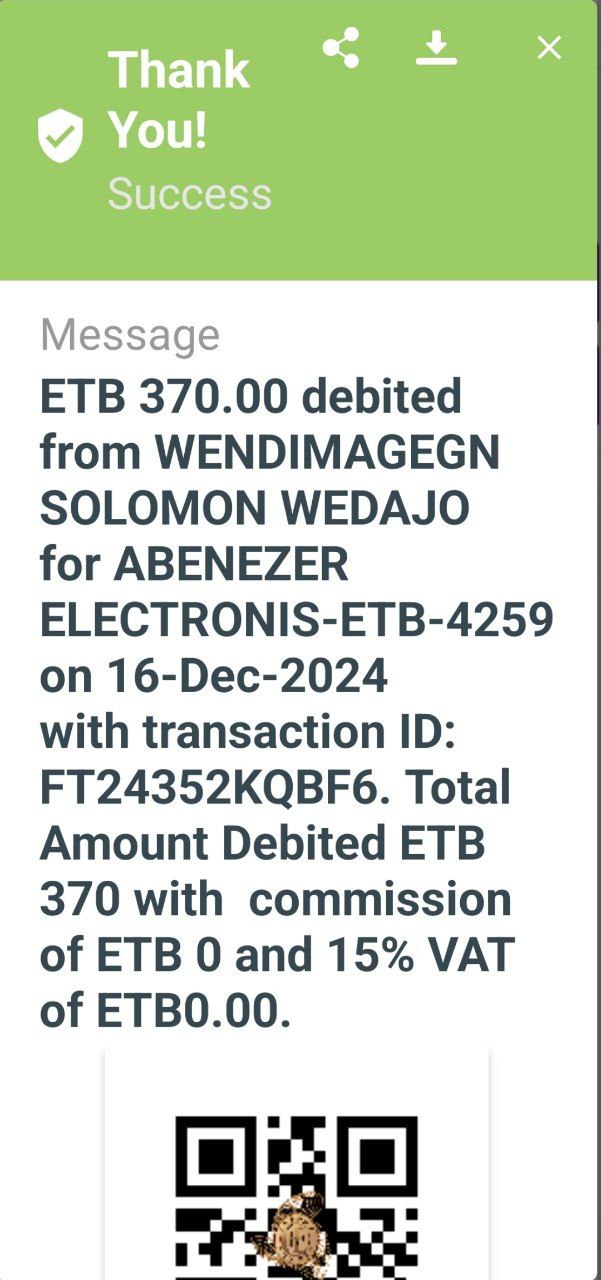 Thank
You!
Success
Message
ETB 370.00 debited
from WENDIMAGEGN
SOLOMON WEDAJO
for ABENEZER
ELECTRONIS-ETB-4259
on 16-Dec-2024
with transaction ID:
FT24352KQBF6. Total
Amount Debited ETB
370 with  commission
of ETB 0 and 15% VAT
of ETB0.00.